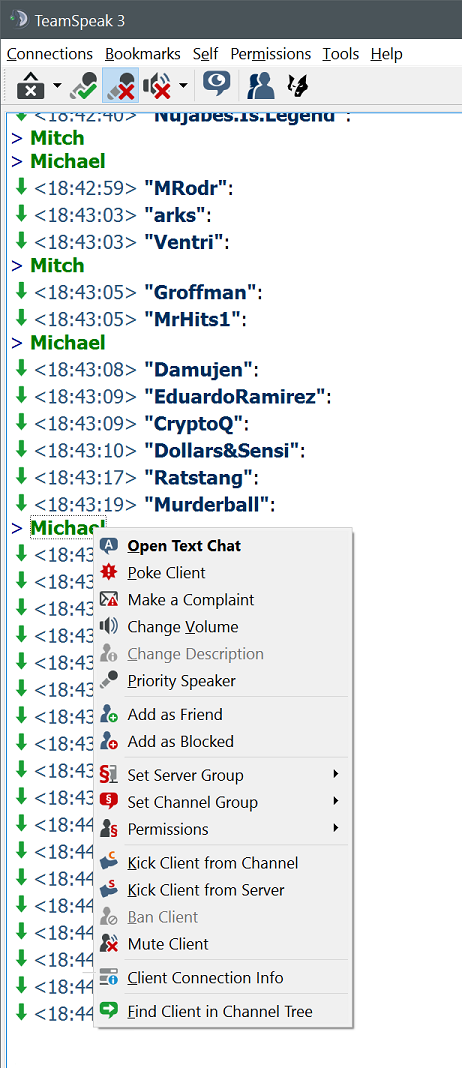 TeamSpeak 3
Connections Bookmarks Self Permissions Tools Help
<18:42:40> "Nujabes.Is.Legend":
> Mitch
> Michael
<18:42:59> "MRodr":
<18:43:03> "arks":
<18:43:03> "Ventri":
> Mitch
<18:43:05> "Groffman":
<18:43:05> "MrHits1":
> Michael
<18:43:08> "Damujen":
<18:43:09> "EduardoRamirez":
<18:43:09> "CryptoQ":
<18:43:10> "Dollars&Sensi":
<18:43:17> "Ratstang":
<18:43:19> "Murderball":
> Michael
<18:43
<18:43
<18:43
<18:43
<18:43
<18:43
<18:43
<18:43
<18:43
<18:43
<18:44
<18:44
<18:44
<18:44
<18:44
<18:44
<18:44
<18:44
Open Text Chat
Poke Client
Make a Complaint
Change Volume
Change Description
Priority Speaker
Add as Friend
Add as Blocked
Set Server Group
Set Channel Group
Permissions
Kick Client from Channel
Kick Client from Server
Ban Client
Mute Client
Client Connection Info
Find Client in Channel Tree